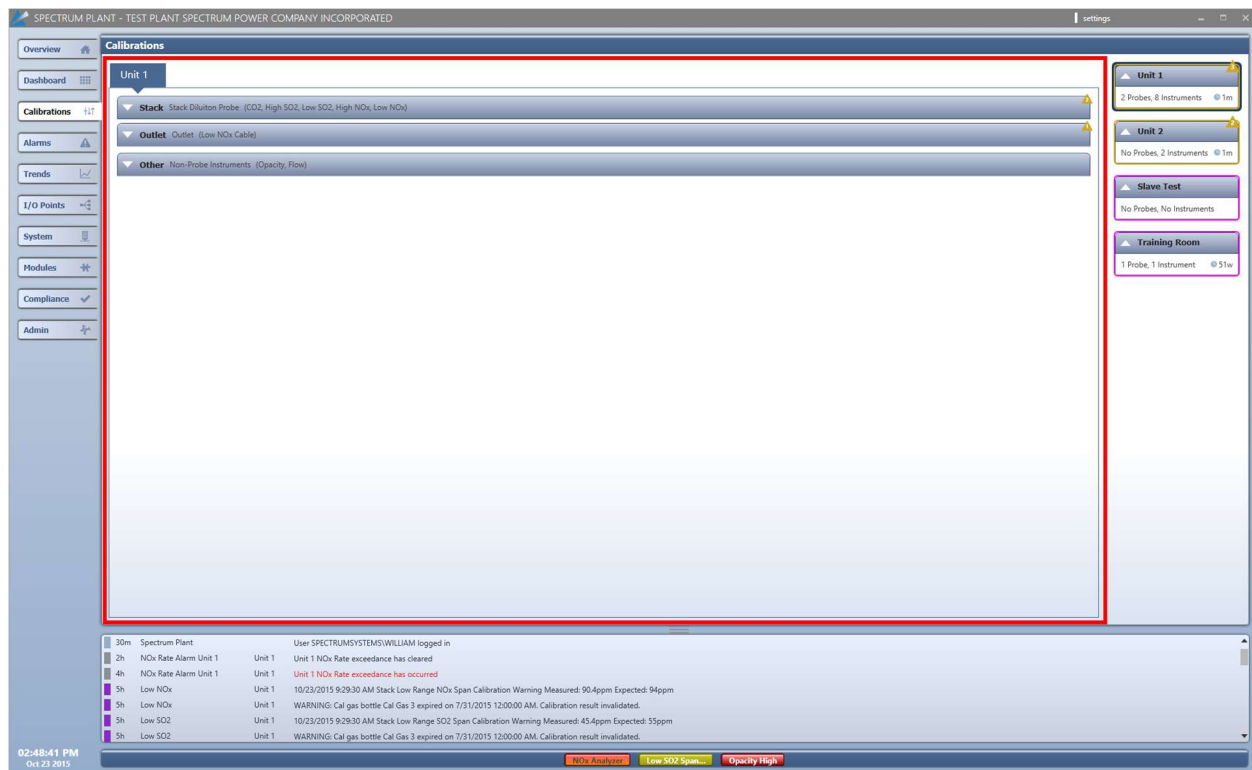 SPECTRUM PLANT - TEST PLANT SPECTRUM POWER COMPANY INCORPORATED
settings
Overview
Dashboard
Calibrations
Alarms
Trends
I/O Points
System
Modules
Compliance
Admin
Calibrations
Unit 1
Stack Stack Diluiton Probe (CO2, High SO2, Low SO2, High NOx, Low NOx)
Outlet Outlet (Low NOx Cable)
Other Non-Probe Instruments (Opacity, Flow)
Unit 1
2 Probes, 8 Instruments 1m
Unit 2
No Probes, 2 Instruments 1m
Slave Test
No Probes, No Instruments
Training Room
1 Probe, 1 Instrument 51w
30m Spectrum Plant User SPECTRUMSYSTEMS\WILLIAM logged in
2h NOx Rate Alarm Unit 1 Unit 1 Unit 1 NOx Rate exceedance has cleared
4h NOx Rate Alarm Unit 1 Unit 1 Unit 1 NOx Rate exceedance has occurred
5h Low NOx Unit 1 10/23/2015 9:29:30 AM Stack Low Range NOx Span Calibration Warning Measured: 90.4ppm Expected: 94ppm
5h Low NOx Unit 1 WARNING: Cal gas bottle Cal Gas 3 expired on 7/31/2015 12:00:00 AM. Calibration result invalidated.
5h Low SO2 Unit 1 10/23/2015 9:29:30 AM Stack Low Range SO2 Span Calibration Warning Measured: 45.4ppm Expected: 55ppm
5h Low SO2 Unit 1 WARNING: Cal gas bottle Cal Gas 3 expired on 7/31/2015 12:00:00 AM. Calibration result invalidated.
02:48:41 PM
Oct 23 2015
NOx Analyzer Low SO2 Span... Opacity High